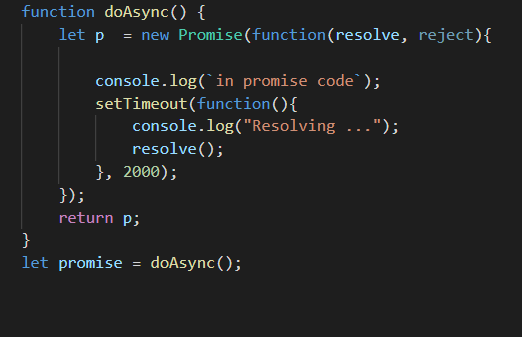 function doAsync() {
    let p  = new Promise(function(resolve, reject){

        console.log(`in promise code`);
        setTimeout(function(){
            console.log("Resolving ...");
            resolve();
        }, 2000);
    });
    return p;
}
let promise = doAsync();